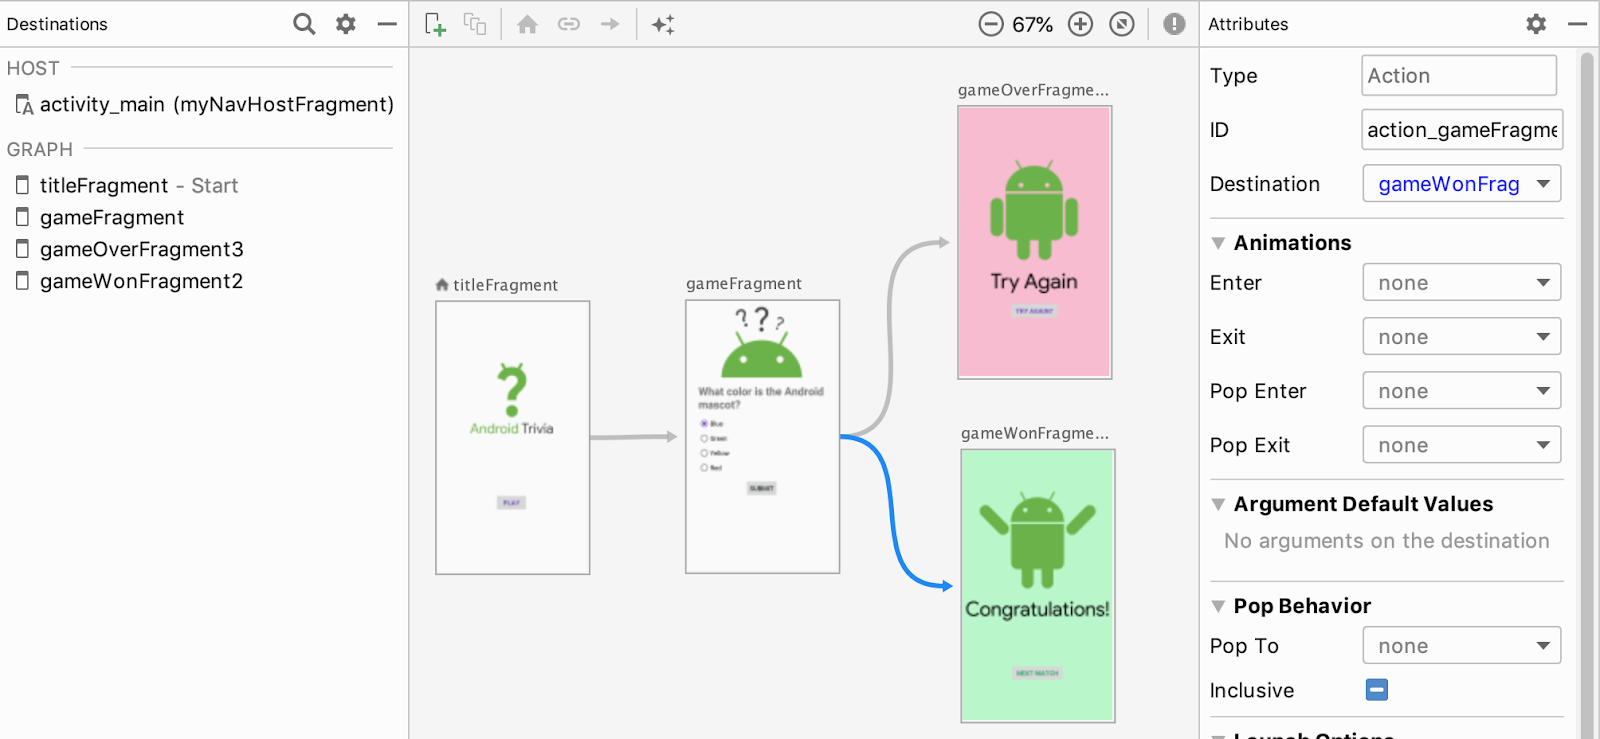 Destinations
HOST
activity_main (myNavHostFragment)
GRAPH
titleFragment - Start
gameFragment
gameOverFragment3
gameWonFragment2
67%
titleFragment
Android Trivia
PLAY
gameFragment
? ? ?
What color is the Android
mascot?
Blue
Green
Yellow
Red
SUBMIT
gameOverFragme...
Try Again
TRY AGAIN?
gameWonFragme...
Congratulations!
NEXT MATCH
Attributes
Type Action
ID action_gameFragme
Destination gameWonFrag
Animations
Enter none
Exit none
Pop Enter none
Pop Exit none
Argument Default Values
No arguments on the destination
Pop Behavior
Pop To none
Inclusive
Launch Options